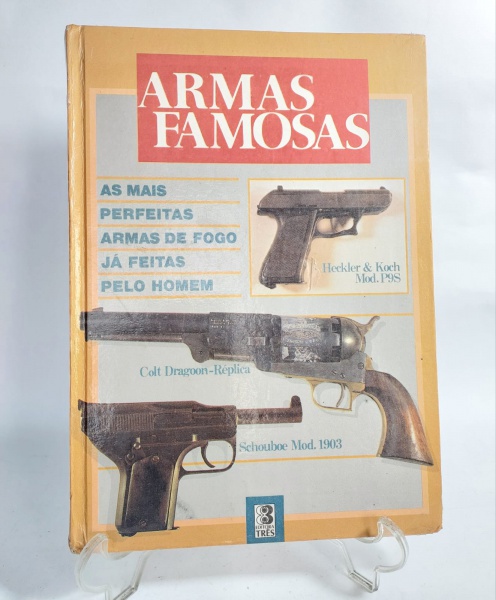 ARMAS
FAMOSAS
AS MAIS
PERFEITAS
ARMAS DE FOGO
JÁ FEITAS
PELO HOMEM
Heckler & Koch
Mod. P9S
Colt Dragoon-Réplica
Schouboe Mod. 1903
EDITORA
TRÊS